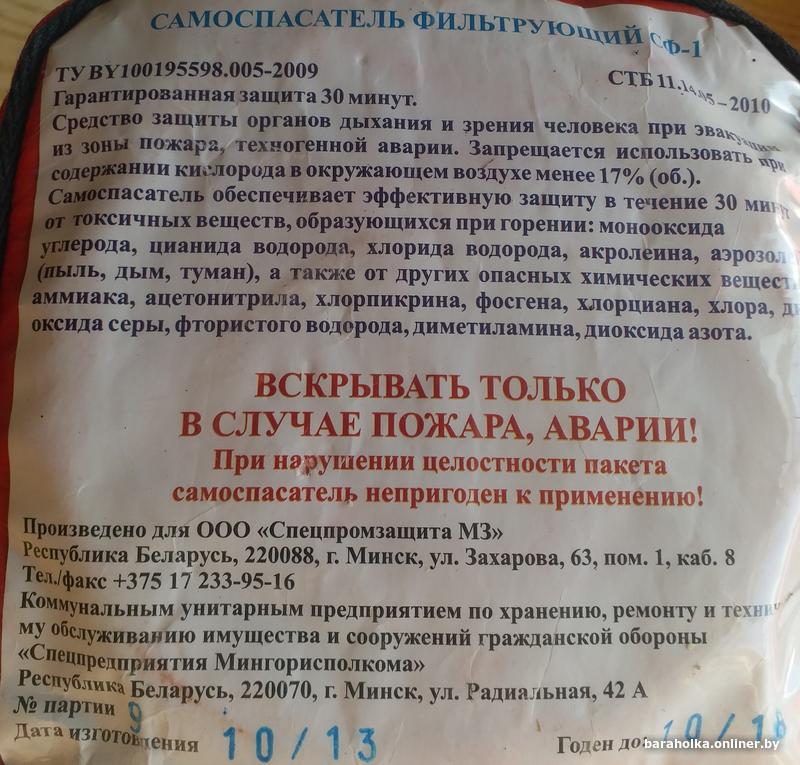 САМОСПАСАТЕЛЬ ФИЛЬТРУЮЩИЙ СФ-1
ТУ BY100195598.005-2009
СТБ 11.14.05–2010
Гарантированная защита 30 минут.
Средство защиты органов дыхания и зрения человека при
из зоны пожара, техногенной аварии. Запрещается использовать при
содержании кислорода в окружающем воздухе менее 17% (об.).
Самоспасатель обеспечивает эффективную защиту в течение 30
от токсичных веществ, образующихся при горении: монооксида
углерода, цианида водорода, хлорида водорода, акролеина,
(пыль, дым, туман), а также от других опасных химических
аммиака, ацетонитрила, хлорпикрина, фосгена, хлорциана, хлора,
оксида серы, фтористого водорода, диметиламина, диоксида азота.
ВСКРЫВАТЬ ТОЛЬКО
В СЛУЧАЕ ПОЖАРА, АВАРИИ!
При нарушении целостности пакета
самоспасатель непригоден к применению!
Произведено для ООО «Спецпромзащита МЗ»
Республика Беларусь, 220088, г. Минск, ул. Захарова, 63, пом. 1, каб. 8
Тел./факс +375 17 233-95-16
Коммунальным унитарным предприятием по хранению, ремонту и
му обслуживанию имущества и сооружений гражданской обороны
«Спецпредприятия Мингорисполкома»
Республика Беларусь, 220070, г. Минск, ул. Радиальная, 42 А
№ партии 9
Дата изготовления 10/13
Годен до: 10/18
baraholka.onliner.by